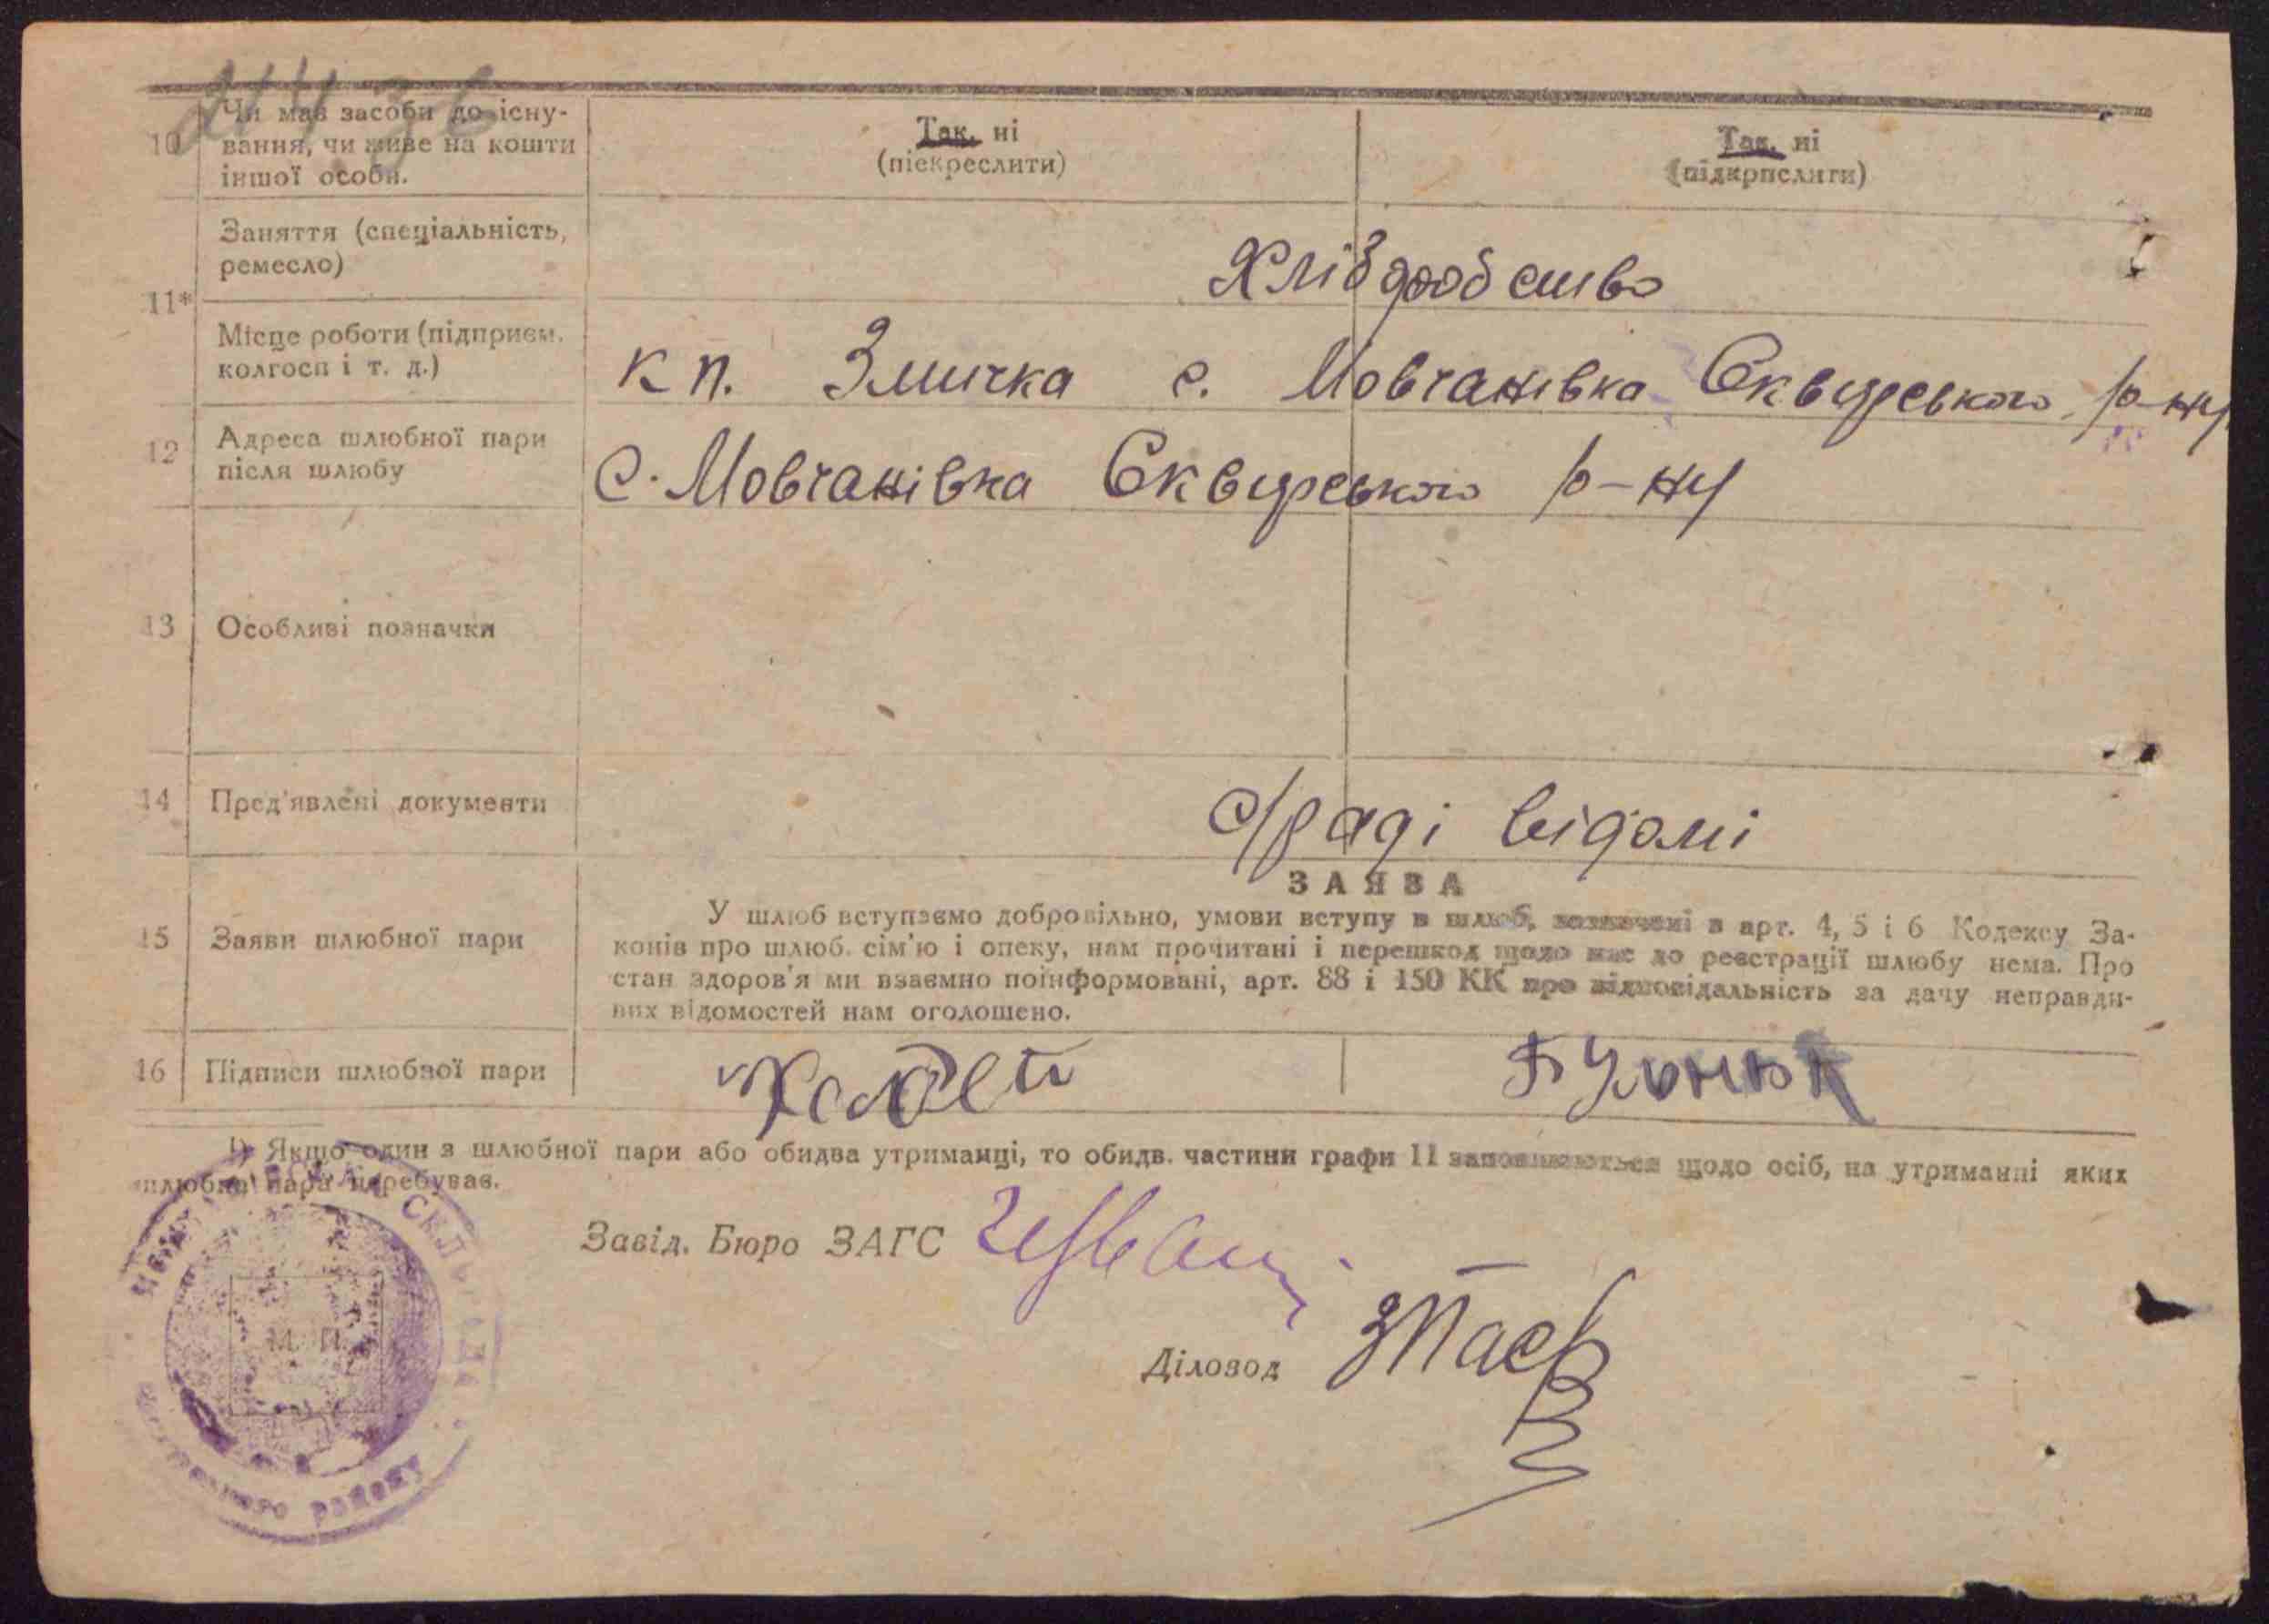 10 Чи має засоби до існу-
вання, чи живе на кошти
іншої особи.
Так, ні
(піекреслити)
Так, ні
(підкрпслити)
11*
Заняття (спеціальність,
ремесло)
Хлібдробство
Місце роботи (підприєм.
колгосп і т. д.)
к п. Змичка с. Мовчанівка Сквирського р-ну
12 Адреса шлюбної пари
після шлюбу
с. Мовчанівка Сквирського р-ну
13 Особливі позначки
14 Пред'явлені документи
с/раді відомі
ЗАЯВА
15 Заяви шлюбної пари
У шлюб вступаємо добровільно, умови вступу в шлюб, зазначені в арт. 4, 5 і 6 Кодексу За-
конів про шлюб. сім'ю і опеку, нам прочитані і перешкод щодо нас до реєстрації шлюбу нема. Про
стан здоров'я ми взаємно поінформовані, арт. 88 і 150 КК про відповідальність за дачу неправди-
вих відомостей нам оголошено.
16 Підписи шлюбної пари
Бульнюк
1) Якщо один з шлюбної пари або обидва утриманці, то обидв. частини графи 11 заповнюються щодо осіб, на утриманні яких
шлюбна пара перебуває.
Завід. Бюро ЗАГС
М. П.
Діловод
району